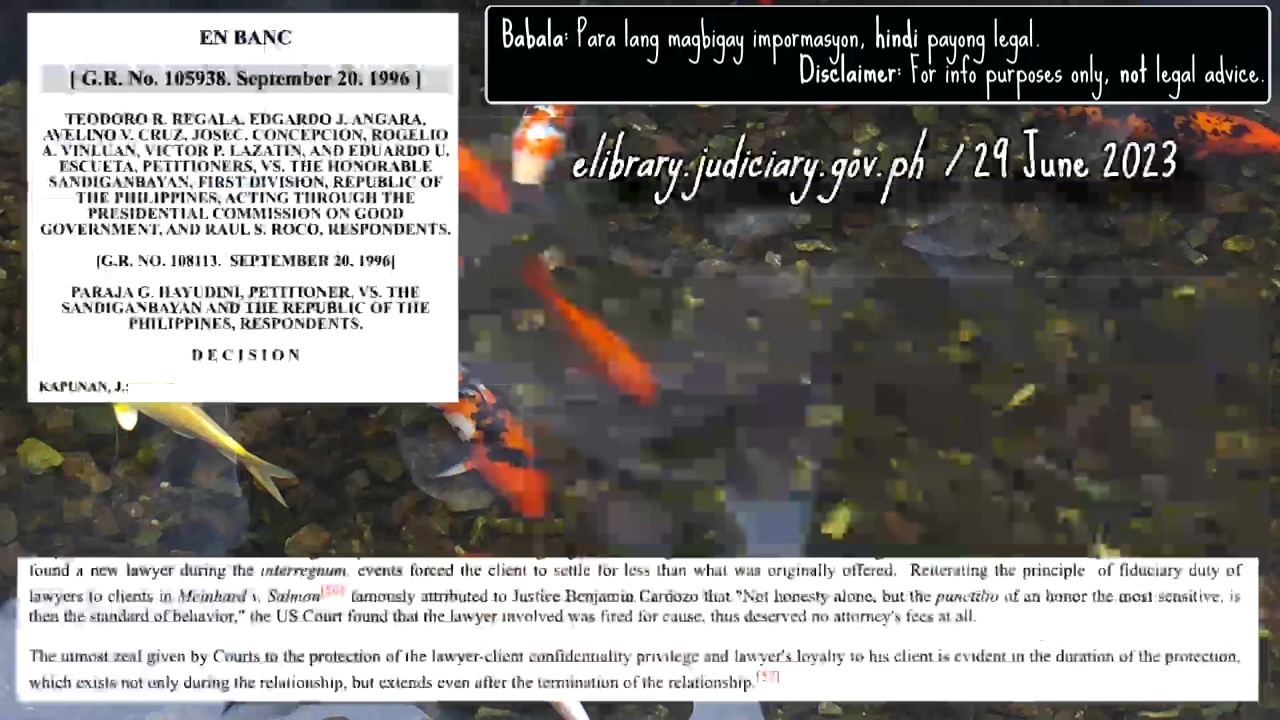 EN BANC
[ G.R. No. 105938. September 20, 1996 ]
TEODORO R. REGALA, EDGARDO J. ANGARA,
AVELINO V. CRUZ, JOSE C. CONCEPCION, ROGELIO
A. VINLUAN, VICTOR P. LAZATIN, AND EDUARDO U.
ESCUETA, PETITIONERS, VS. THE HONORABLE
SANDIGANBAYAN, FIRST DIVISION, REPUBLIC OF
THE PHILIPPINES, ACTING THROUGH THE
PRESIDENTIAL COMMISSION ON GOOD
GOVERNMENT, AND RAUL S. ROCO, RESPONDENTS.
[G.R. NO. 108113. SEPTEMBER 20, 1996]
PARAJA G. HAYUDINI, PETITIONER, VS. THE
SANDIGANBAYAN AND THE REPUBLIC OF THE
PHILIPPINES, RESPONDENTS.
D E C I S I O N
KAPUNAN, J.:
Babala: Para lang magbigay impormasyon, hindi payong legal.
Disclaimer: For info purposes only, not legal advice.
elibrary.judiciary.gov.ph / 29 June 2023
found a new lawyer during the interregnum, events forced the client to settle for less than what was originally offered. Reiterating the principle of fiduciary duty of
lawyers to clients in Meinhard v. Salmon[56] famously attributed to Justice Benjamin Cardozo that "Not honesty alone, but the punctilio of an honor the most sensitive, is
then the standard of behavior," the US Court found that the lawyer involved was fired for cause, thus deserved no attorney's fees at all.
The utmost zeal given by Courts to the protection of the lawyer-client confidentiality privilege and lawyer's loyalty to his client is evident in the duration of the protection,
which exists not only during the relationship, but extends even after the termination of the relationship.[57]